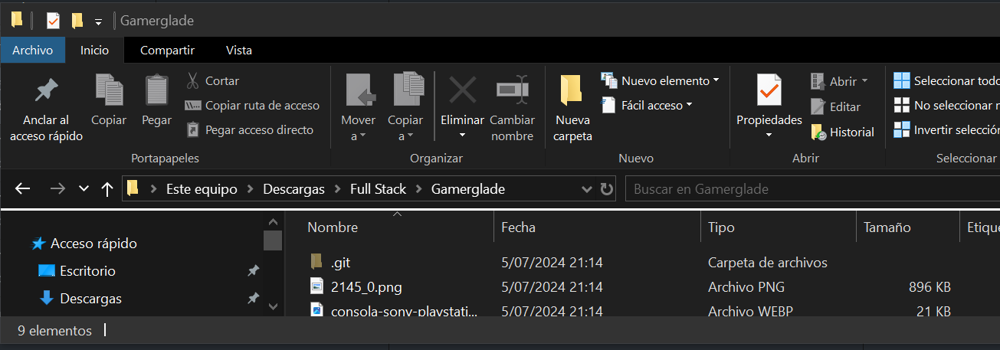 Gamerglade
Archivo Inicio Compartir Vista
Anclar al acceso rápido
Copiar
Pegar
Cortar
Copiar ruta de acceso
Pegar acceso directo
Portapapeles
Mover a
Copiar a
Eliminar
Cambiar nombre
Organizar
Nueva carpeta
Nuevo elemento
Fácil acceso
Nuevo
Propiedades
Abrir
Editar
Historial
Abrir
Seleccionar todo
No seleccionar n
Invertir selección
Seleccionar
Este equipo > Descargas > Full Stack > Gamerglade
Buscar en Gamerglade
Acceso rápido
Escritorio
Descargas
Nombre Fecha Tipo Tamaño Etique
.git 5/07/2024 21:14 Carpeta de archivos
2145_0.png 5/07/2024 21:14 Archivo PNG 896 KB
consola-sony-playstati... 5/07/2024 21:14 Archivo WEBP 21 KB
9 elementos